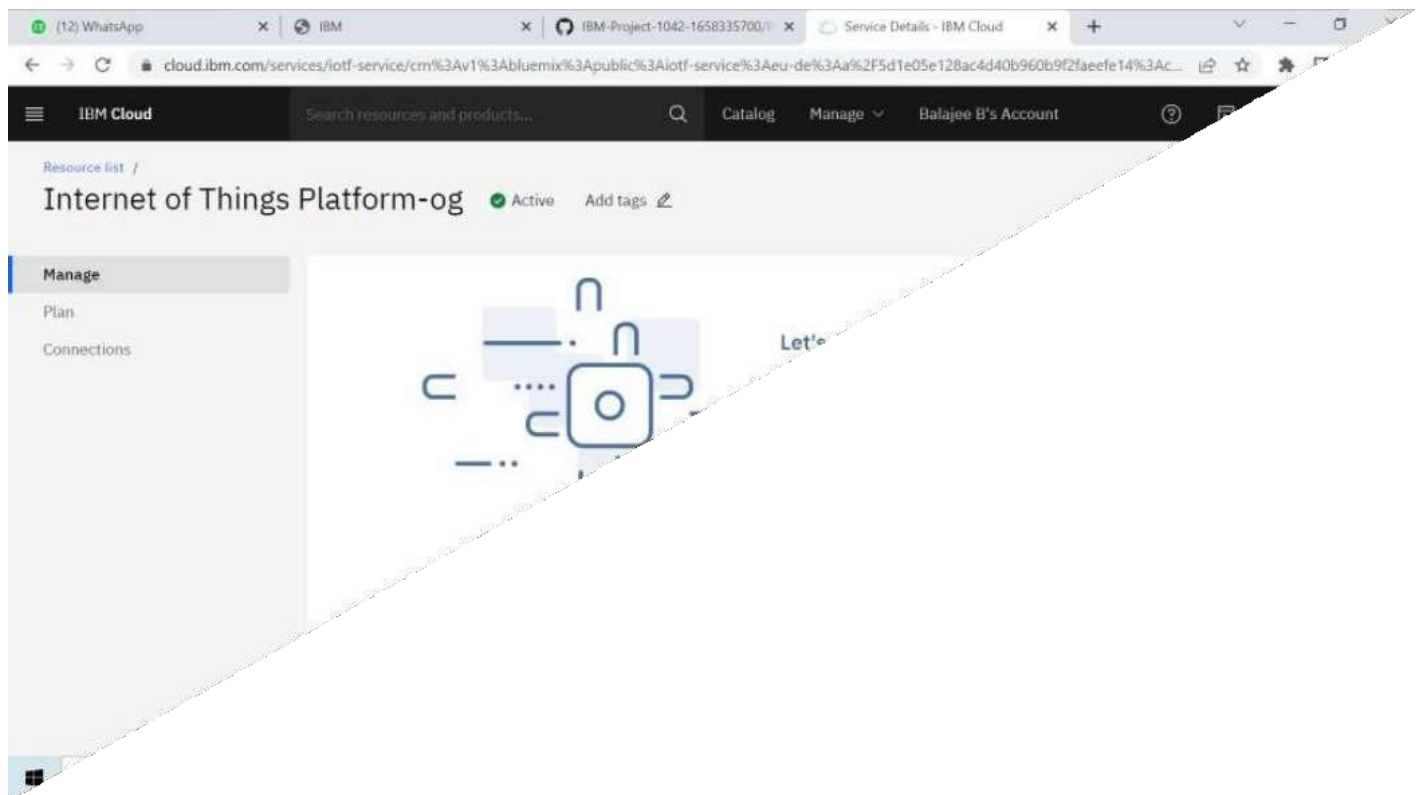 (12) WhatsApp
IBM
IBM-Project-1042-1658335700/
Service Details - IBM Cloud
cloud.ibm.com/services/iotf-service/crn%3Av1%3Abluemix%3Apublic%3Aiotf-service%3Aeu-de%3Aa%2F5d1e05e128ac4d40b960b9f2faeefe14%3Ac...
IBM Cloud
Search resources and products...
Catalog
Manage
Balajee B's Account
Resource list /
Internet of Things Platform-og
Active
Add tags
Manage
Plan
Connections
Let's